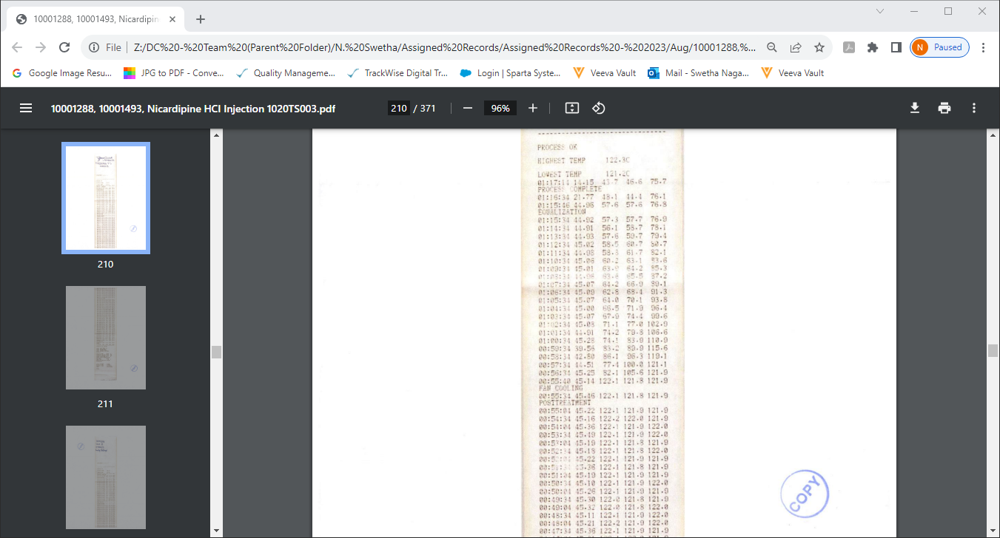 10001288, 10001493, Nicardipin
File
Z:/DC%20-%20Team%20(Parent%20Folder)/N.%20Swetha/Assigned%20Records/Assigned%20Records%20-%202023/Aug/10001288,%...
N
Paused
Google Image Resu...
JPG to PDF - Conve...
Quality Manageme...
TrackWise Digital Tr...
Login | Sparta Syste...
Veeva Vault
Mail - Swetha Naga...
Veeva Vault
10001288, 10001493, Nicardipine HCI Injection 1020TS003.pdf
210 / 371
96%
210
211
PROCESS OK
HIGHEST TEMP 122.3C
LOWEST TEMP 121.2C
01:17:14 14.15 43.7 46.6 75.7
PROCESS COMPLETE
01:16:34 21.77 48.1 44.4 76.1
01:15:46 44.96 57.6 57.6 76.8
EQUALIZATION
01:15:34 44.92 57.3 57.7 76.9
01:14:34 44.91 56.1 58.7 78.1
01:13:34 44.93 57.6 59.7 79.4
01:12:34 45.02 58.5 60.7 80.7
01:11:34 44.98 58.3 61.7 82.1
01:10:34 45.06 60.2 63.1 83.6
01:09:34 45.01 64.2 85.3
65.5 87.2
01:07:34 45.07 64.2 66.9 89.1
01:06:34 45.09 62.8 68.4 91.3
01:05:34 45.07 64.0 70.1 93.8
01:04:34 45.00 66.5 71.9 96.4
01:03:34 45.07 67.9 74.4 99.6
01:02:34 45.03 71.1 77.0 102.9
01:01:34 44.91 74.2 79.8 106.6
01:00:34 45.28 74.1 83.9 110.9
00:59:34 39.56 83.2 89.9 115.6
00:58:34 42.80 86.1 96.3 119.1
00:57:34 44.51 77.4 100.0 121.1
00:56:34 45.25 82.1 105.6 121.9
00:55:40 45.14 122.1 121.8 121.9
FAN COOLING
00:55:34 45.46 122.1 121.8 121.9
POSTTREATMENT
00:55:04 45.22 122.1 121.9 121.9
00:54:34 45.16 122.2 122.0 121.9
00:54:04 45.36 122.1 121.9 122.0
00:53:34 45.49 122.1 121.9 122.0
00:53:04 45.19 122.1 121.8 121.9
00:52:34 45.18 122.1 121.8 122.0
00:52:04 45.22 122.1 121.9 121.9
00:51:34 45.36 122.1 121.8 121.9
00:51:04 45.19 122.1 121.9 121.9
00:50:34 45.10 122.1 121.9 122.0
00:50:04 45.26 122.1 121.9 121.9
00:49:34 45.30 122.0 121.8 121.9
00:49:04 45.32 122.0 121.8 122.0
00:48:34 45.11 122.1 121.9 122.0
00:48:04 45.21 122.2 121.9 122.0
00:47:34 45.36 122.1 121.9 121.9
COPY